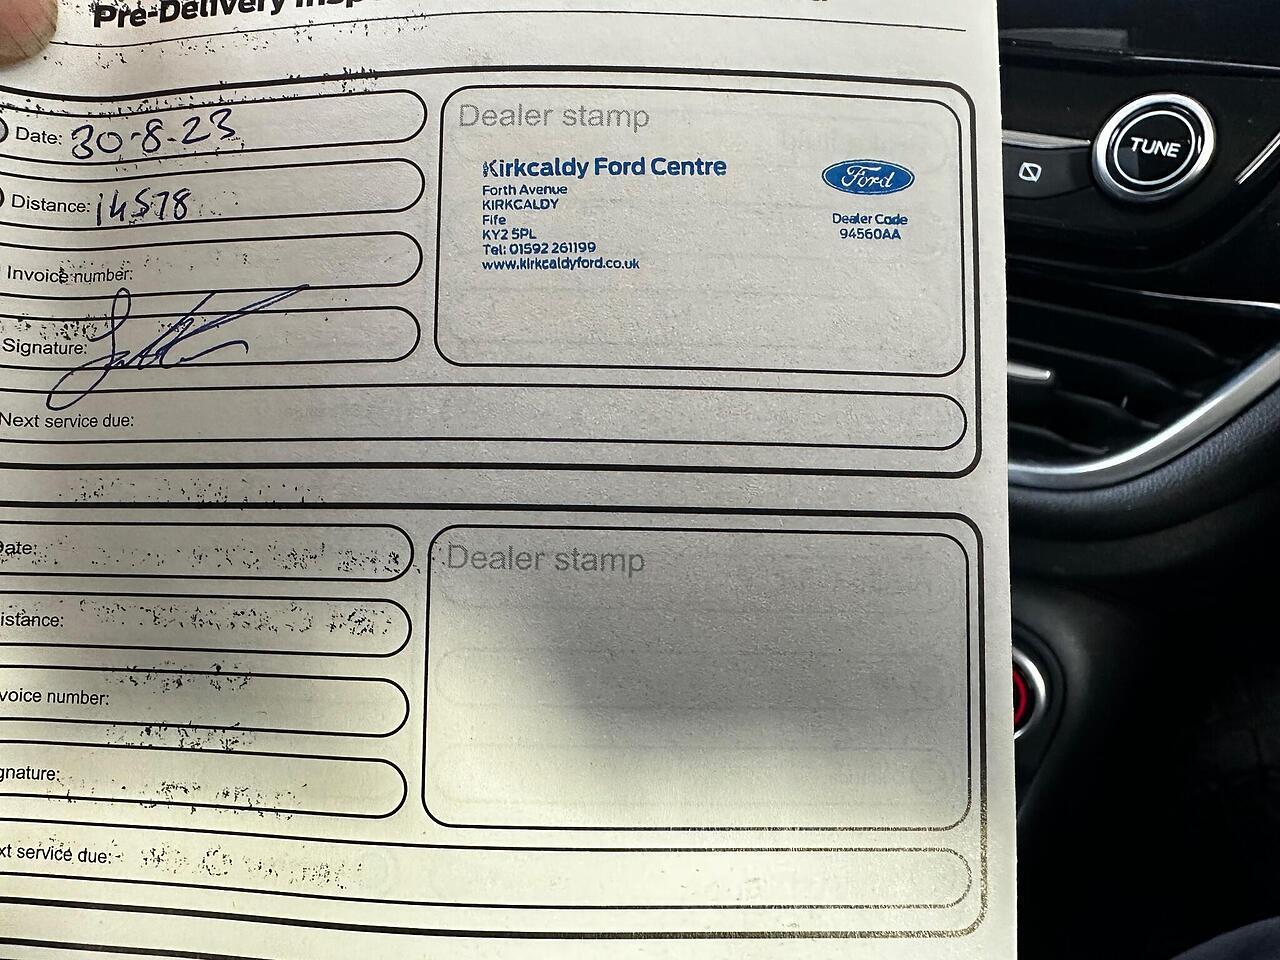 Pre-Delivery
Date: 30-8-23
Distance: 14578
Invoice number:
Signature:
Next service due:
Dealer stamp
Kirkcaldy Ford Centre
Forth Avenue
KIRKCALDY
Fife
KY2 5PL
Tel: 01592 261199
www.kirkcaldyford.co.uk
Ford
Dealer Code
94560AA
TUNE
ate:
istance:
voice number:
gnature:
xt service due:
Dealer stamp